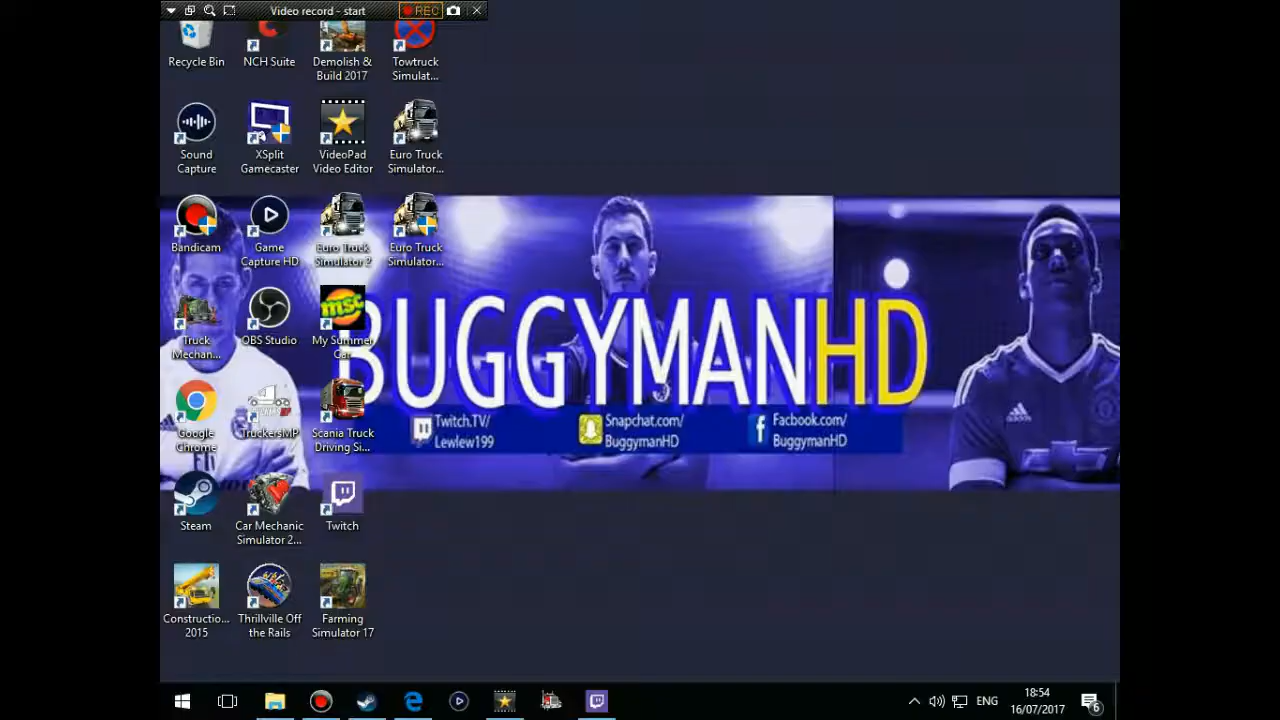 Video record - start
REC
Recycle Bin
NCH Suite
Demolish &
Build 2017
Towtruck
Simulat...
Sound
Capture
XSplit
Gamecaster
VideoPad
Video Editor
Euro Truck
Simulator...
Bandicam
Game
Capture HD
Euro Truck
Simulator 2
Euro Truck
Simulator...
Truck
Mechan...
OBS Studio
msc
My Summer
Car
BUGGYMANHD
Google
Chrome
TruckersMP
Scania Truck
Driving Si...
Twitch.TV/
Lewlew199
Snapchat.com/
BuggymanHD
Facbook.com/
BuggymanHD
adidas
Steam
Car Mechanic
Simulator 2...
Twitch
Constructio...
2015
Thrillville Off
the Rails
Farming
Simulator 17
ENG
18:54
16/07/2017
6